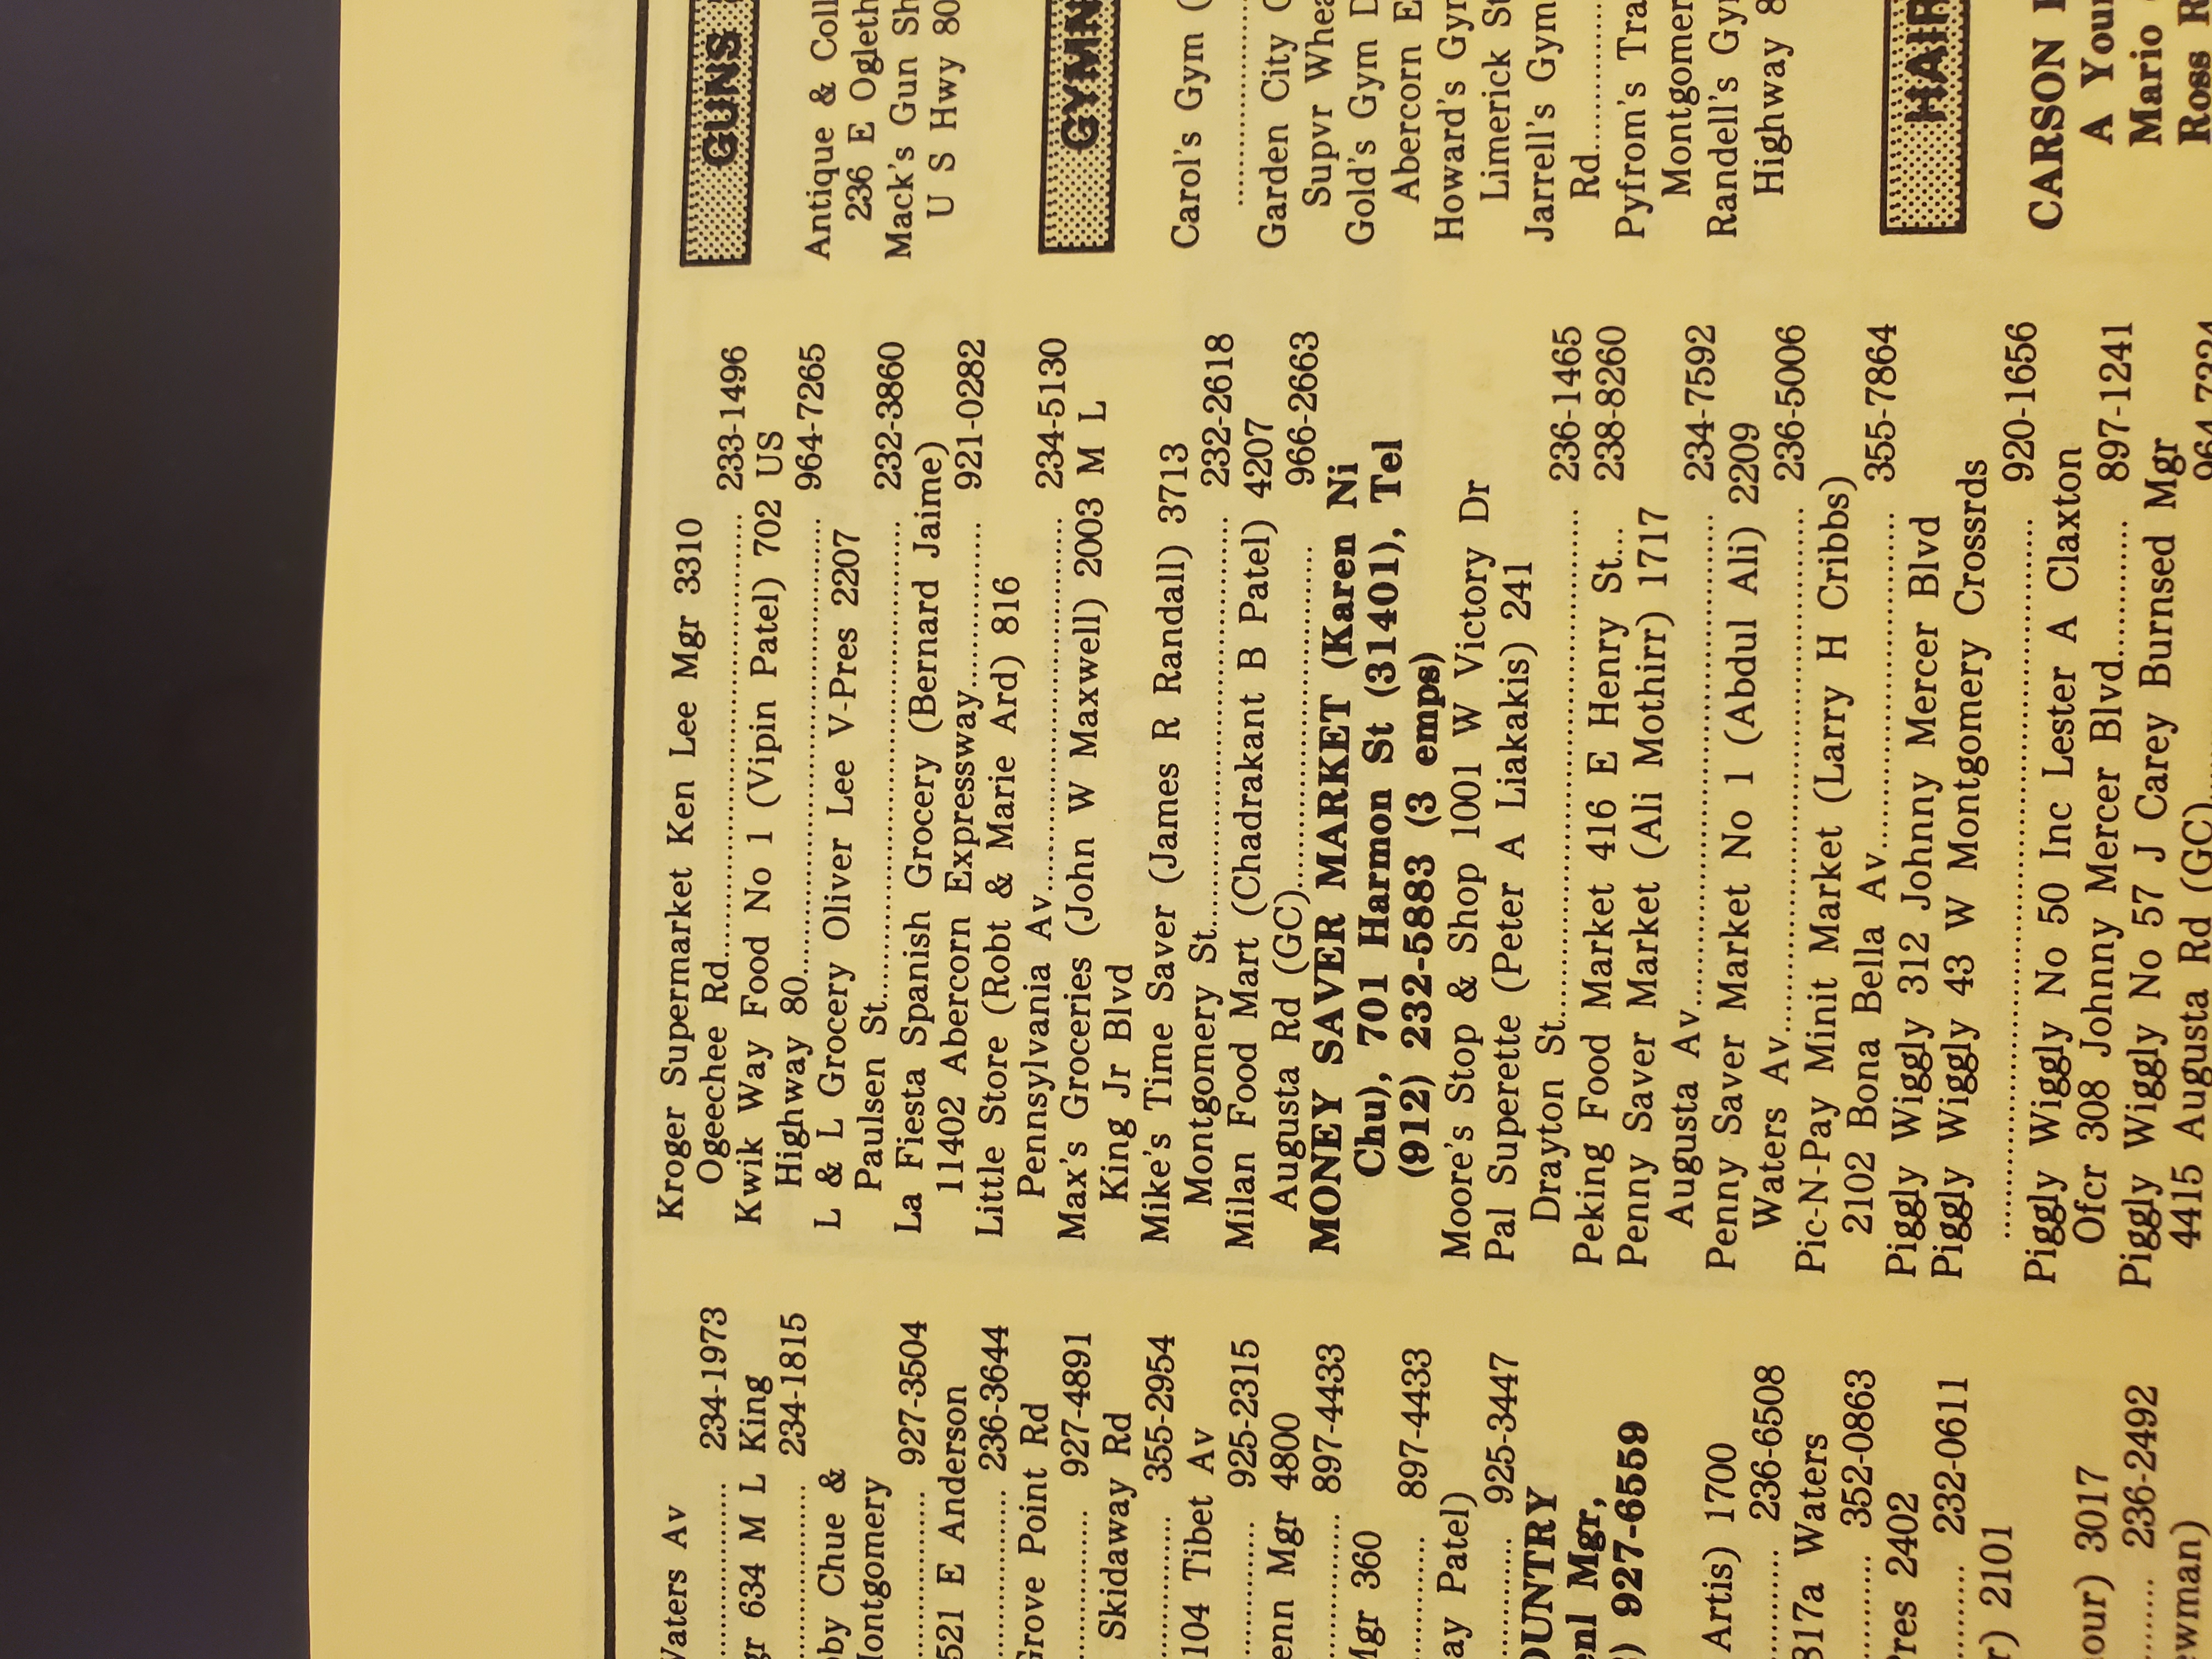 Waters Av
234-1973
gr 634 M L King
234-1815
by Chue &
Montgomery
927-3504
521 E Anderson
236-3644
Grove Point Rd
927-4891
Skidaway Rd
355-2954
104 Tibet Av
925-2315
enn Mgr 4800
897-4433
Mgr 360
897-4433
ay Patel)
925-3447
OUNTRY
enl Mgr,
) 927-6559
Artis) 1700
236-6508
817a Waters
352-0863
Pres 2402
232-0611
r) 2101
our) 3017
236-2492
ewman)
Kroger Supermarket Ken Lee Mgr 3310
Ogeechee Rd 233-1496
Kwik Way Food No 1 (Vipin Patel) 702 US
Highway 80 964-7265
L & L Grocery Oliver Lee V-Pres 2207
Paulsen St 232-3860
La Fiesta Spanish Grocery (Bernard Jaime)
11402 Abercorn Expressway 921-0282
Little Store (Robt & Marie Ard) 816
Pennsylvania Av 234-5130
Max's Groceries (John W Maxwell) 2003 M L
King Jr Blvd
Mike's Time Saver (James R Randall) 3713
Montgomery St 232-2618
Milan Food Mart (Chadrakant B Patel) 4207
Augusta Rd (GC) 966-2663
MONEY SAVER MARKET (Karen Ni
Chu), 701 Harmon St (31401), Tel
(912) 232-5883 (3 emps)
Moore's Stop & Shop 1001 W Victory Dr
Pal Superette (Peter A Liakakis) 241
Drayton St 236-1465
Peking Food Market 416 E Henry St 238-8260
Penny Saver Market (Ali Mothirr) 1717
Augusta Av 234-7592
Penny Saver Market No 1 (Abdul Ali) 2209
Waters Av 236-5006
Pic-N-Pay Minit Market (Larry H Cribbs)
2102 Bona Bella Av 355-7864
Piggly Wiggly 312 Johnny Mercer Blvd
Piggly Wiggly 43 W Montgomery Crossrds
920-1656
Piggly Wiggly No 50 Inc Lester A Claxton
Ofcr 308 Johnny Mercer Blvd 897-1241
Piggly Wiggly No 57 J Carey Burnsed Mgr
4415 Augusta Rd (GC)
GUNS
Antique & Coll
236 E Ogleth
Mack's Gun Sh
U S Hwy 80
GYMN
Carol's Gym (
Garden City
Supvr Whea
Gold's Gym D
Abercorn E
Howard's Gyn
Limerick St
Jarrell's Gym
Rd
Pyfrom's Tra
Montgomer
Randell's Gy
Highway 8
HAIR
CARSON
A Your
Mario
Ross R